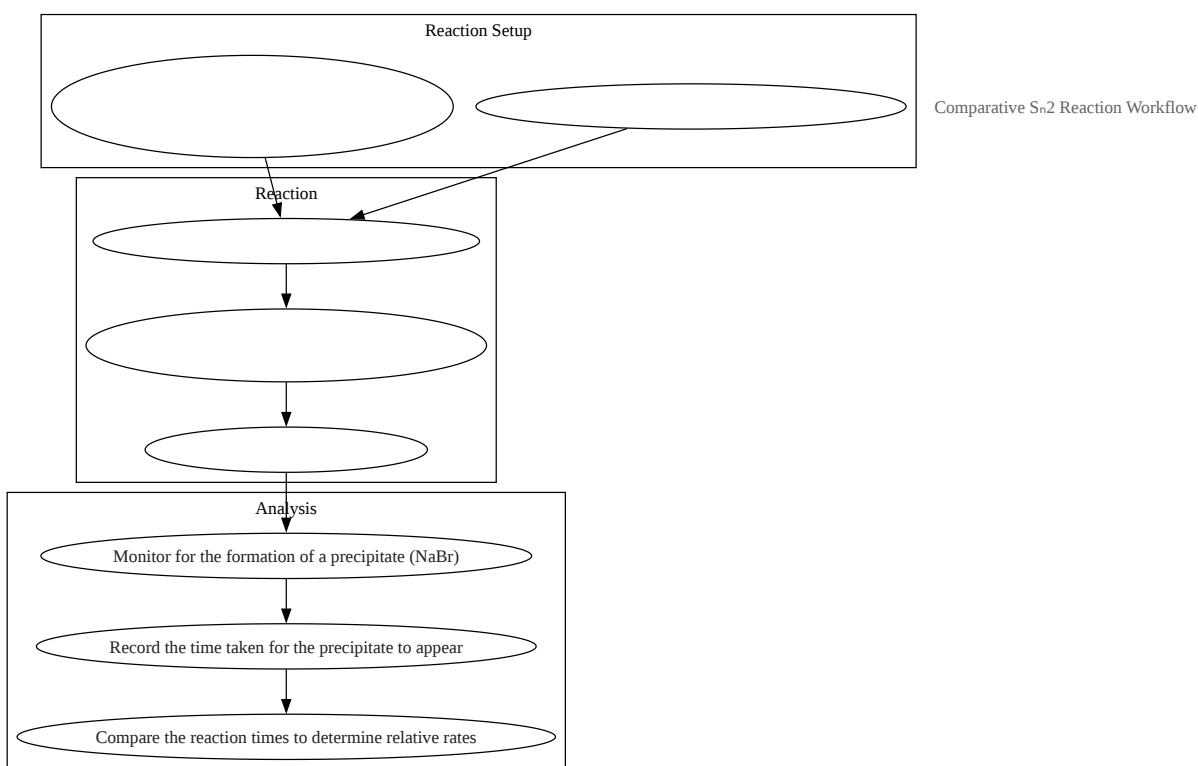 Reaction Setup
Comparative Sₙ2 Reaction Workflow
Reaction
Analysis
Monitor for the formation of a precipitate (NaBr)
Record the time taken for the precipitate to appear
Compare the reaction times to determine relative rates